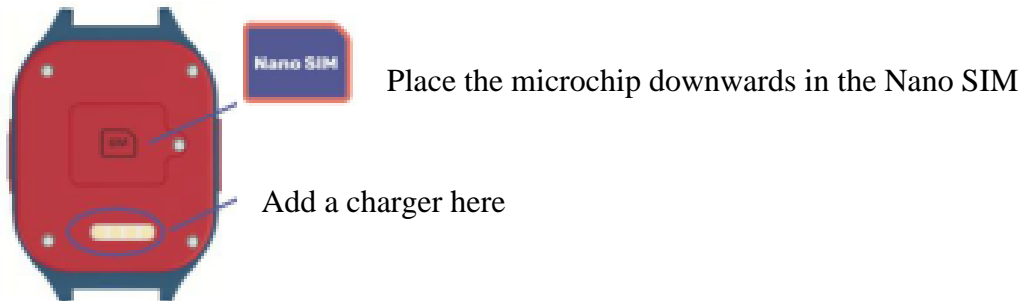 Nano SIM
Place the microchip downwards in the Nano SIM
SIM
Add a charger here